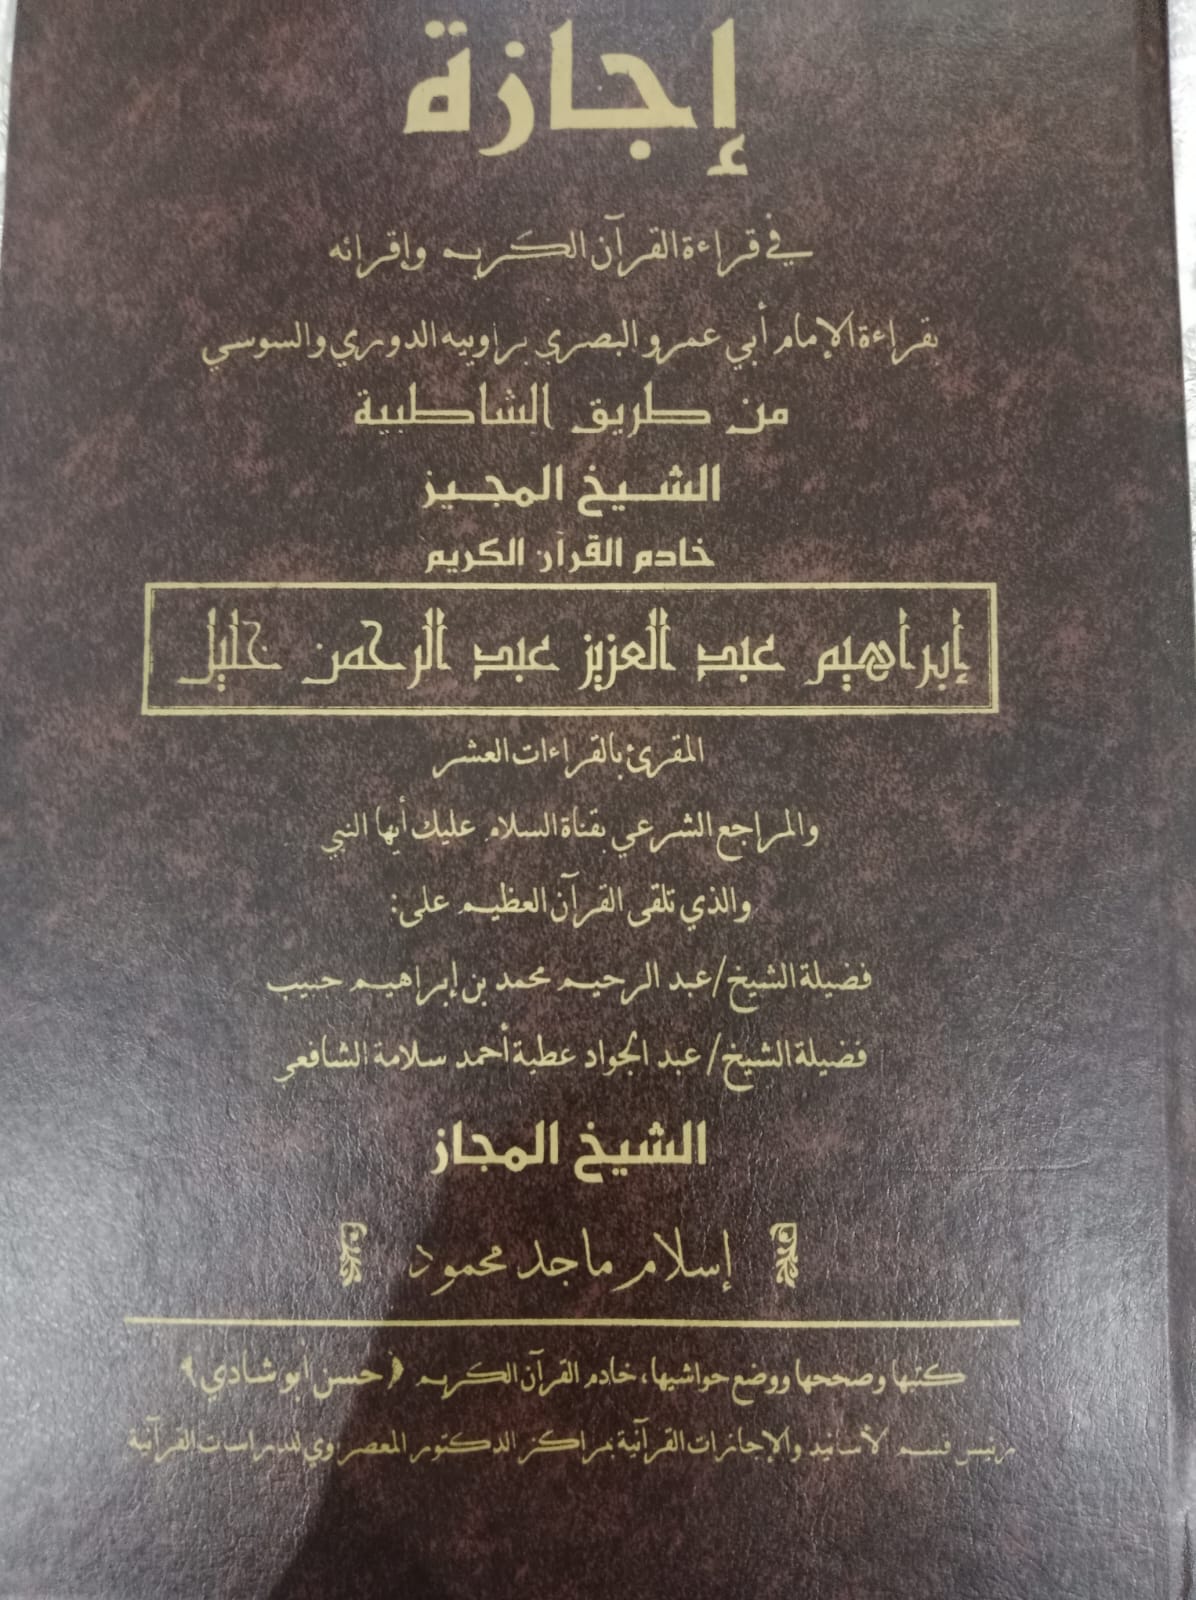 إجازة
في قراءة القرآن الكريم وإقرائه
بقراءة الإمام أبي عمرو البصري براوييه الدوري والسوسي
من طريق الشاطبية
الشيخ المجيز
خادم القرآن الكريم
إبراهيم عبد العزيز عبد الرحمن خليل
المقرئ بالقراءات العشر
والمراجع الشرعي بقناة السلام عليك أيها النبي
والذي تلقى القرآن العظيم على:
فضيلة الشيخ/ عبد الرحيم محمد بن إبراهيم حبيب
فضيلة الشيخ/ عبد الجواد عطية أحمد سلامة الشافعي
الشيخ المجاز
إسلام ماجد محمود
كتبها وصححها ووضع حواشيها، خادم القرآن الكريم ﴿حسن أبو شادي﴾
رئيس قسم الأسانيد والإجازات القرآنية بمراكز الدكتور المعصراوي للدراسات القرآنية